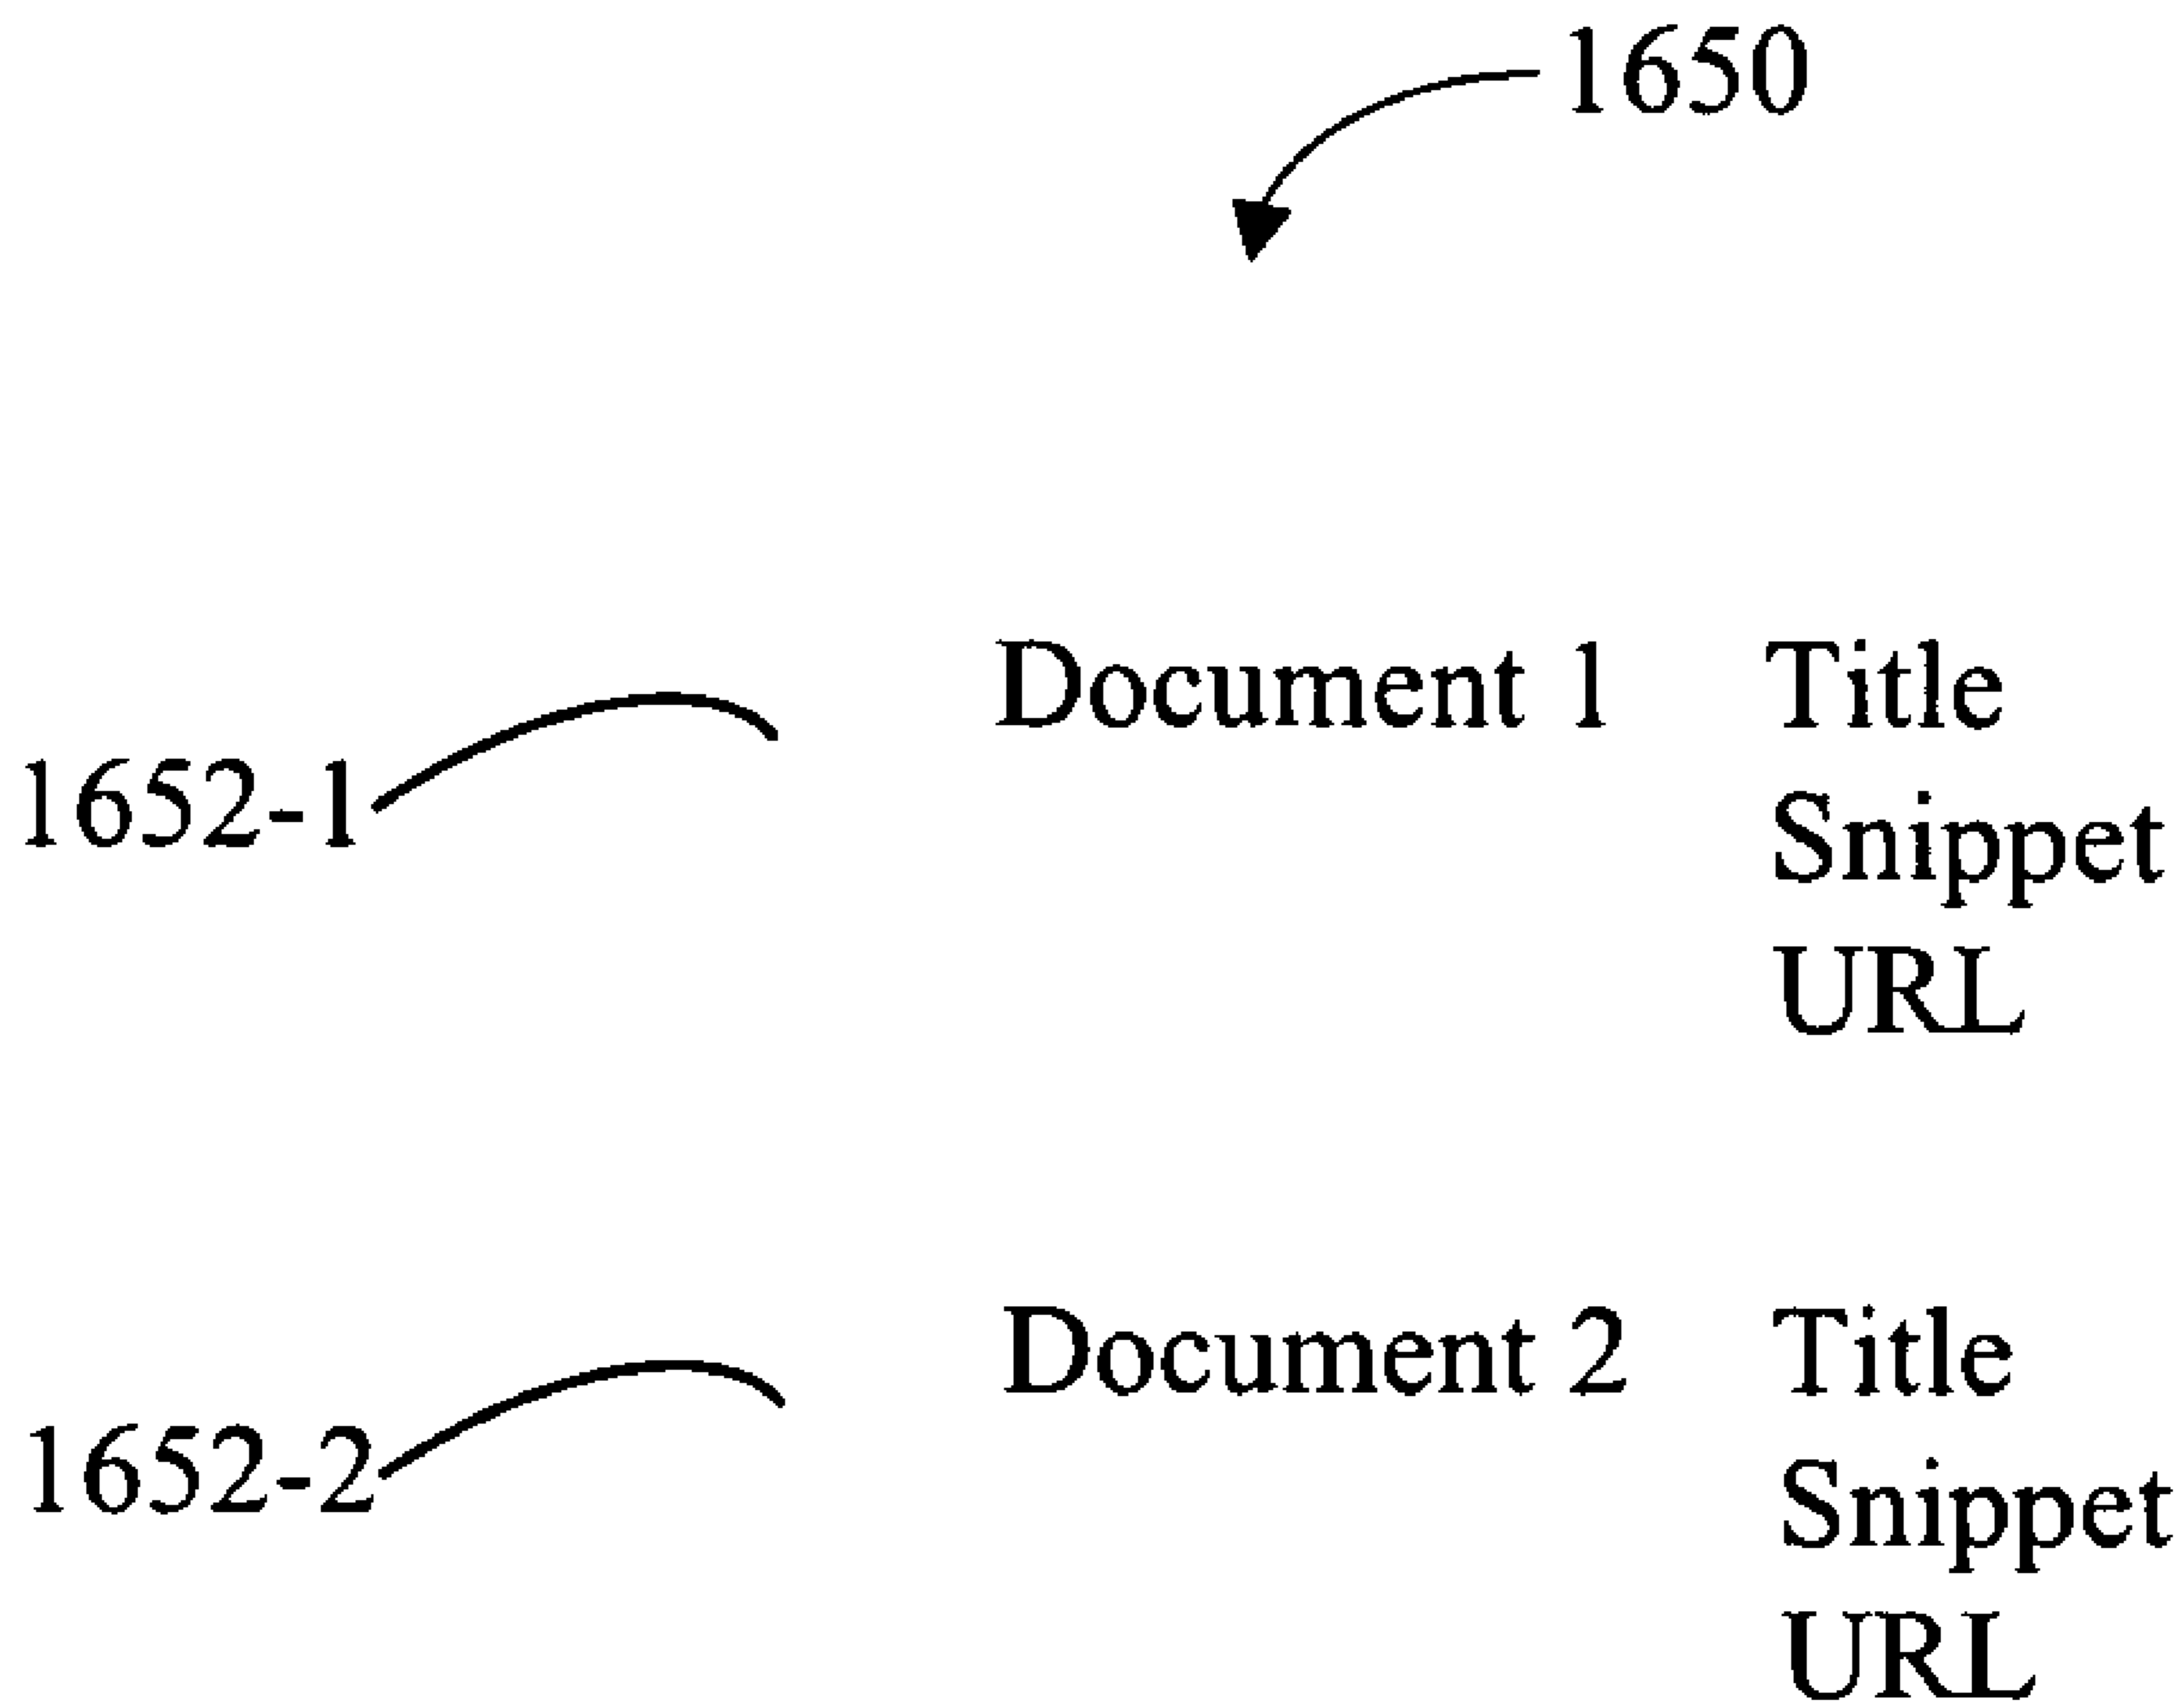 1650
Document 1 Title
1652-1
Snippet
URL
Document 2 Title
1652-2
Snippet
URL